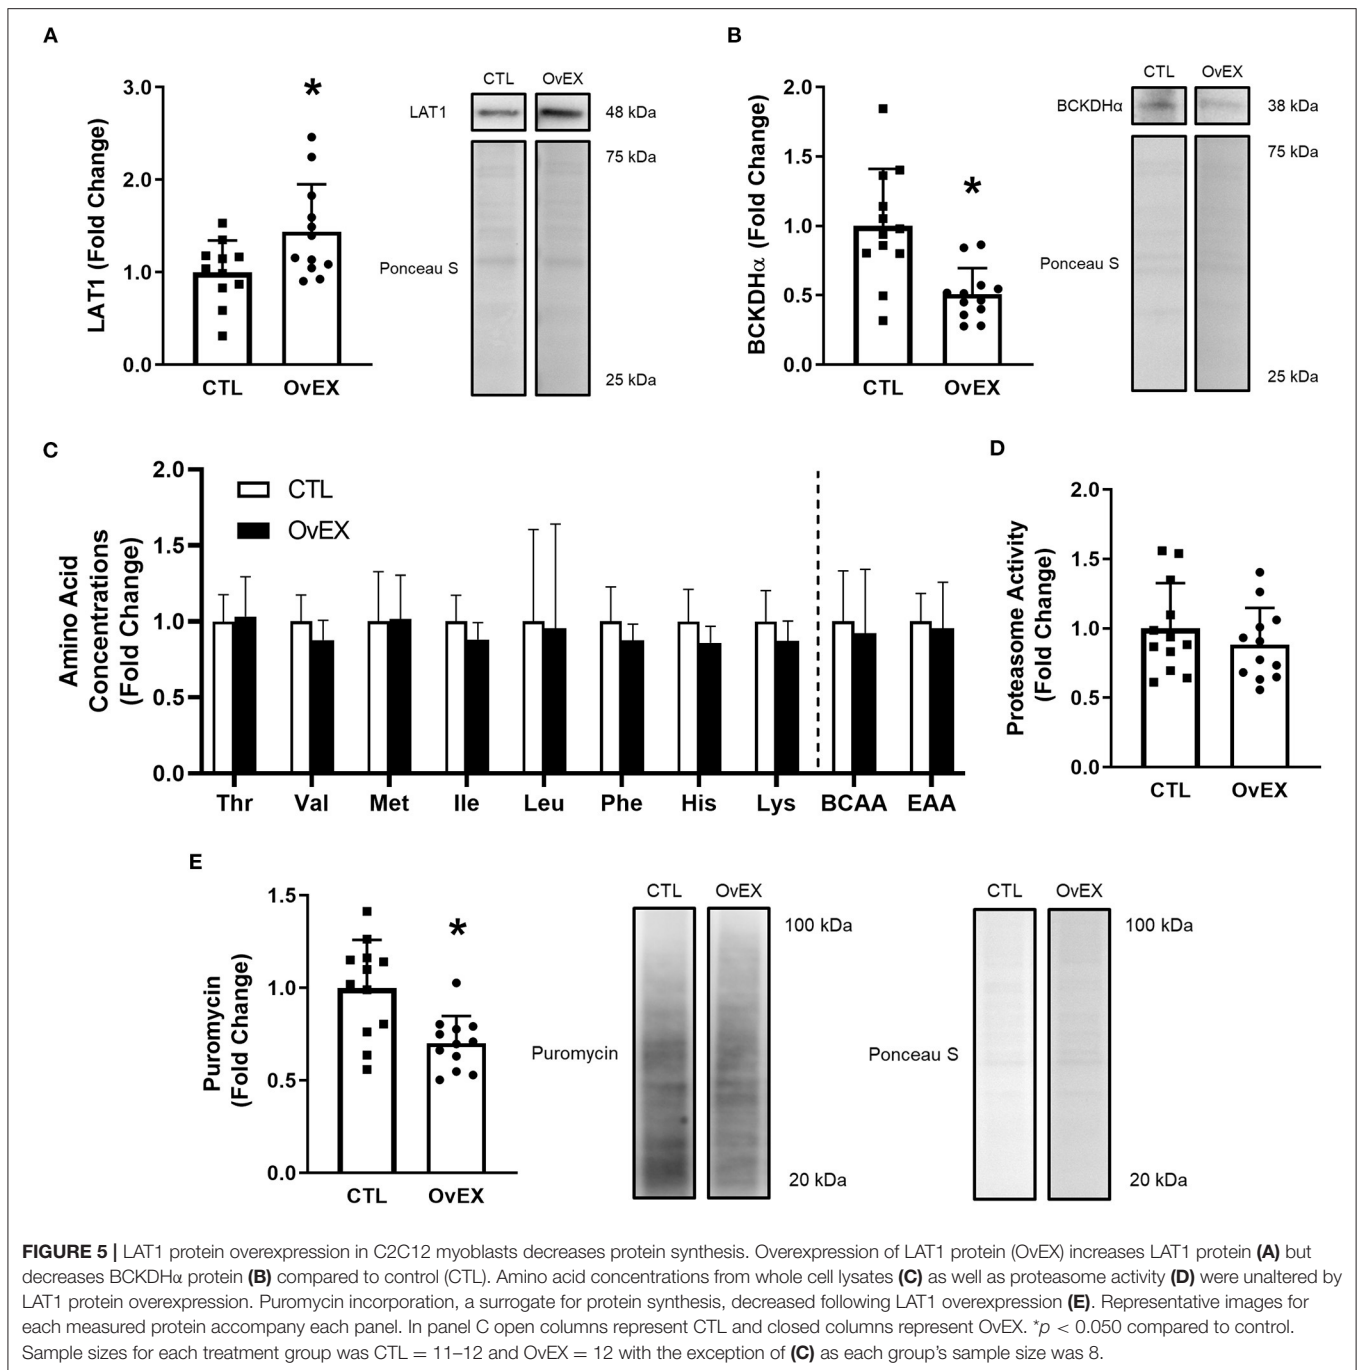 A
3.0
2.0
1.0
0.0
LAT1 (Fold Change)
*
CTL OvEX
CTL OvEX
LAT1
48 kDa
75 kDa
Ponceau S
25 kDa
B
2.0
1.5
1.0
0.5
0.0
BCKDHα (Fold Change)
*
CTL OvEX
CTL OvEX
BCKDHα
38 kDa
75 kDa
Ponceau S
25 kDa
C
2.0
1.5
1.0
0.5
0.0
Amino Acid
Concentrations
(Fold Change)
CTL
OvEX
Thr Val Met Ile Leu Phe His Lys BCAA EAA
D
2.0
1.5
1.0
0.5
0.0
Proteasome Activity
(Fold Change)
CTL OvEX
E
1.5
1.0
0.5
0.0
Puromycin
(Fold Change)
*
CTL OvEX
CTL OvEX
100 kDa
Puromycin
20 kDa
CTL OvEX
100 kDa
Ponceau S
20 kDa
FIGURE 5 | LAT1 protein overexpression in C2C12 myoblasts decreases protein synthesis. Overexpression of LAT1 protein (OvEX) increases LAT1 protein (A) but
decreases BCKDHα protein (B) compared to control (CTL). Amino acid concentrations from whole cell lysates (C) as well as proteasome activity (D) were unaltered by
LAT1 protein overexpression. Puromycin incorporation, a surrogate for protein synthesis, decreased following LAT1 overexpression (E). Representative images for
each measured protein accompany each panel. In panel C open columns represent CTL and closed columns represent OvEX. *p < 0.050 compared to control.
Sample sizes for each treatment group was CTL = 11–12 and OvEX = 12 with the exception of (C) as each group's sample size was 8.